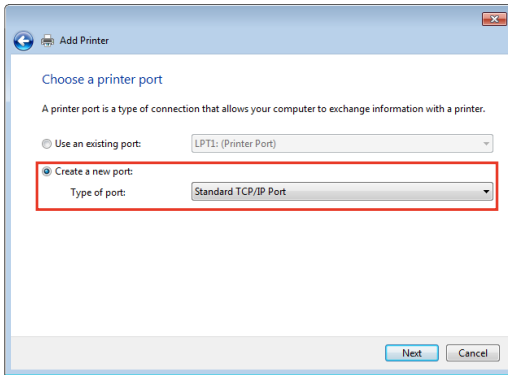 Add Printer
Choose a printer port
A printer port is a type of connection that allows your computer to exchange information with a printer.
Use an existing port: LPT1: (Printer Port)
Create a new port:
Type of port: Standard TCP/IP Port
Next Cancel